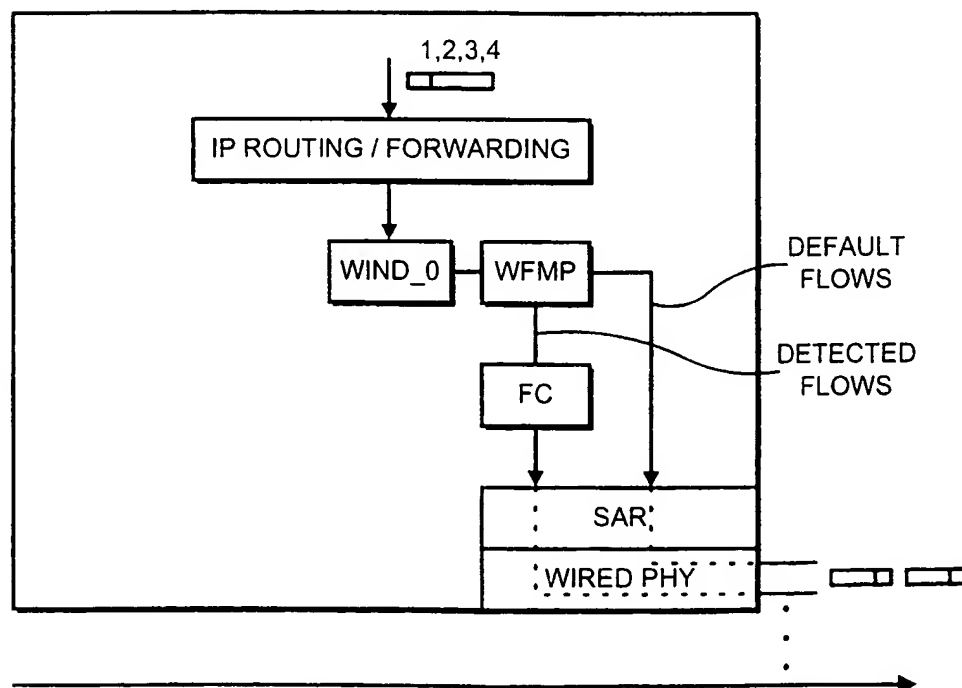 1,2,3,4
IP ROUTING / FORWARDING
WIND_0
WFMP
DEFAULT
FLOWS
DETECTED
FLOWS
FC
SAR
WIRED PHY